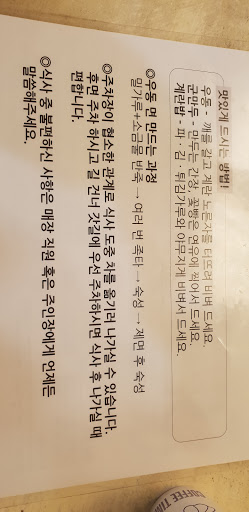 맛있게 드시는 방법!
우동 - 깨를 갈고 계란 노른자를 터뜨려 비벼 드세요.
군만두 - 만두는 간장, 꽃빵은 연유에 찍어서 드세요.
계란밥 - 파 · 김 · 튀김가루와 야무지게 비벼서 드세요.
◎우동 면 만드는 과정
밀가루+소금물 반죽 → 여러번 족타 → 숙성 → 제면 후 숙성
◎주차장이 협소한 관계로 식사 도중 차를 옮기러 나가실 수 있습니다.
후면 주차 하시고 길 건너 갓길에 우선 주차하시면 식사 후 나가실 때
편합니다.
◎식사 중 불편하신 사항은 매장 직원 혹은 주인장에게 언제든
말씀해주세요.
COFFEE TIME